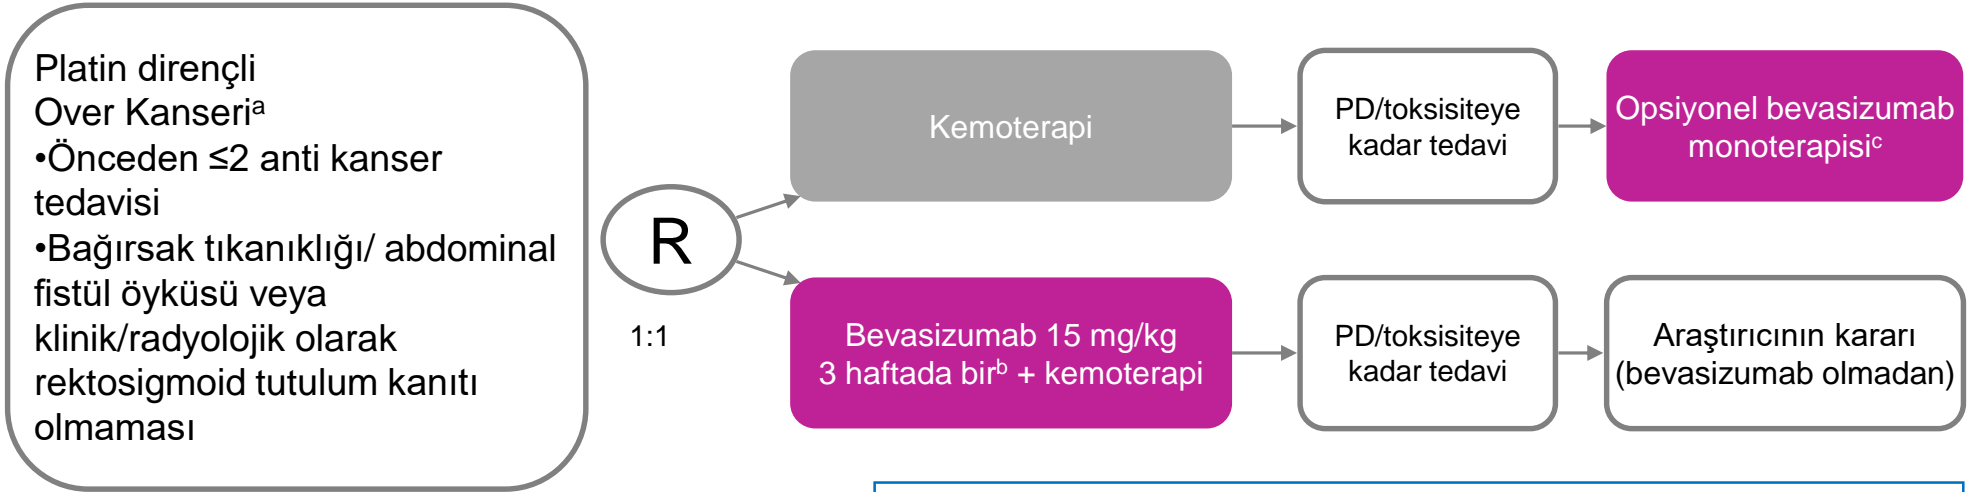 Platin dirençli
Over Kanseriᵃ
•Önceden ≤2 anti kanser
tedavisi
•Bağırsak tıkanıklığı/ abdominal
fistül öyküsü veya
klinik/radyolojik olarak
rektosigmoid tutulum kanıtı
olmaması
R
1:1
Kemoterapi
PD/toksisiteye
kadar tedavi
Opsiyonel bevasizumab
monoterapisiᶜ
Bevasizumab 15 mg/kg
3 haftada birᵇ + kemoterapi
PD/toksisiteye
kadar tedavi
Araştırıcının kararı
(bevasizumab olmadan)